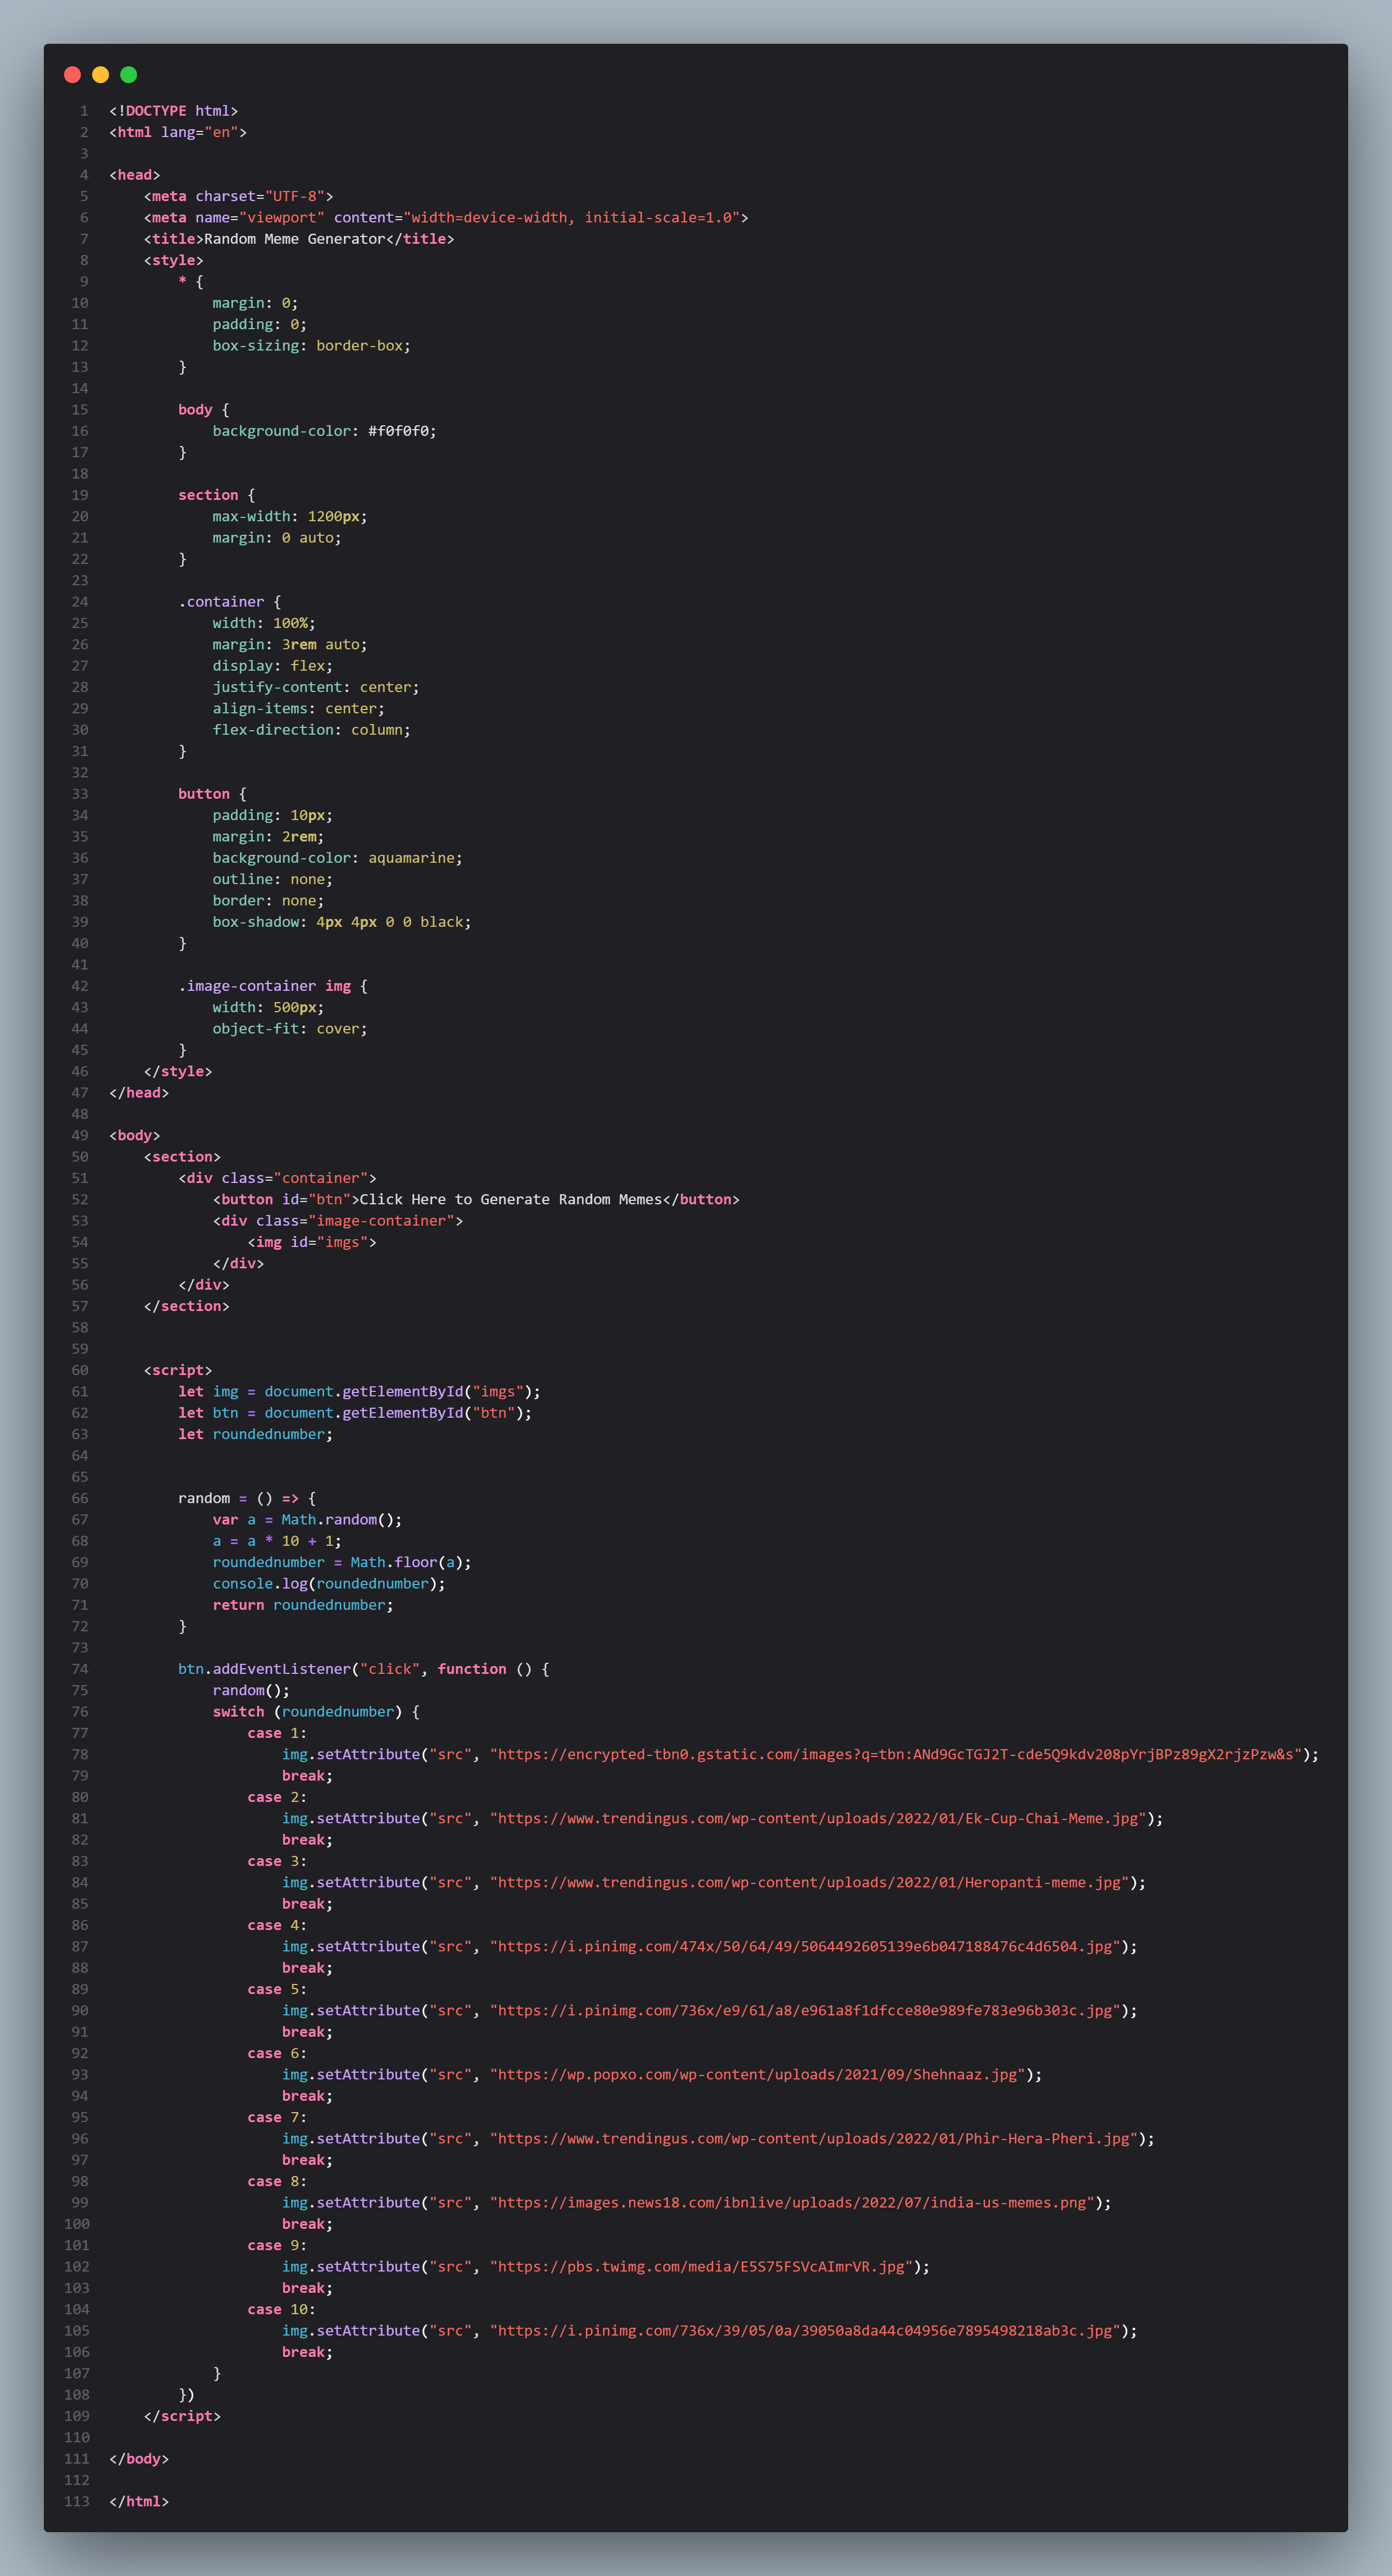 1 <!DOCTYPE html>
2 <html lang="en">
3
4 <head>
5     <meta charset="UTF-8">
6     <meta name="viewport" content="width=device-width, initial-scale=1.0">
7     <title>Random Meme Generator</title>
8     <style>
9         * {
10             margin: 0;
11             padding: 0;
12             box-sizing: border-box;
13         }
14
15         body {
16             background-color: #f0f0f0;
17         }
18
19         section {
20             max-width: 1200px;
21             margin: 0 auto;
22         }
23
24         .container {
25             width: 100%;
26             margin: 3rem auto;
27             display: flex;
28             justify-content: center;
29             align-items: center;
30             flex-direction: column;
31         }
32
33         button {
34             padding: 10px;
35             margin: 2rem;
36             background-color: aquamarine;
37             outline: none;
38             border: none;
39             box-shadow: 4px 4px 0 0 black;
40         }
41
42         .image-container img {
43             width: 500px;
44             object-fit: cover;
45         }
46     </style>
47 </head>
48
49 <body>
50     <section>
51         <div class="container">
52             <button id="btn">Click Here to Generate Random Memes</button>
53             <div class="image-container">
54                 <img id="imgs">
55             </div>
56         </div>
57     </section>
58
59
60     <script>
61         let img = document.getElementById("imgs");
62         let btn = document.getElementById("btn");
63         let roundednumber;
64
65
66         random = () => {
67             var a = Math.random();
68             a = a * 10 + 1;
69             roundednumber = Math.floor(a);
70             console.log(roundednumber);
71             return roundednumber;
72         }
73
74         btn.addEventListener("click", function () {
75             random();
76             switch (roundednumber) {
77                 case 1:
78                     img.setAttribute("src", "https://encrypted-tbn0.gstatic.com/images?q=tbn:ANd9GcTGJ2T-cde5Q9kdv208pYrjBPz89gX2rjzPzw&s");
79                     break;
80                 case 2:
81                     img.setAttribute("src", "https://www.trendingus.com/wp-content/uploads/2022/01/Ek-Cup-Chai-Meme.jpg");
82                     break;
83                 case 3:
84                     img.setAttribute("src", "https://www.trendingus.com/wp-content/uploads/2022/01/Heropanti-meme.jpg");
85                     break;
86                 case 4:
87                     img.setAttribute("src", "https://i.pinimg.com/474x/50/64/49/5064492605139e6b047188476c4d6504.jpg");
88                     break;
89                 case 5:
90                     img.setAttribute("src", "https://i.pinimg.com/736x/e9/61/a8/e961a8f1dfcce80e989fe783e96b303c.jpg");
91                     break;
92                 case 6:
93                     img.setAttribute("src", "https://wp.popxo.com/wp-content/uploads/2021/09/Shehnaaz.jpg");
94                     break;
95                 case 7:
96                     img.setAttribute("src", "https://www.trendingus.com/wp-content/uploads/2022/01/Phir-Hera-Pheri.jpg");
97                     break;
98                 case 8:
99                     img.setAttribute("src", "https://images.news18.com/ibnlive/uploads/2022/07/india-us-memes.png");
100                     break;
101                 case 9:
102                     img.setAttribute("src", "https://pbs.twimg.com/media/E5S75FSVcAImrVR.jpg");
103                     break;
104                 case 10:
105                     img.setAttribute("src", "https://i.pinimg.com/736x/39/05/0a/39050a8da44c04956e7895498218ab3c.jpg");
106                     break;
107             }
108         })
109     </script>
110
111 </body>
112
113 </html>